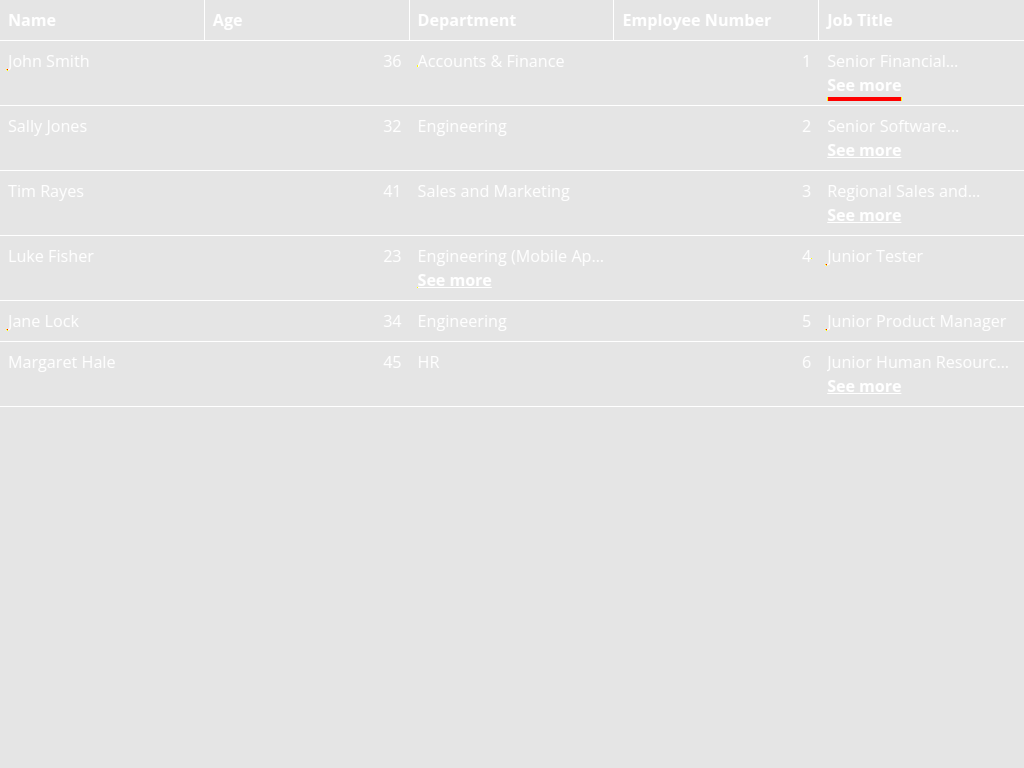 Name Age Department Employee Number Job Title
John Smith 36 Accounts & Finance 1 Senior Financial...
See more
Sally Jones 32 Engineering 2 Senior Software...
See more
Tim Rayes 41 Sales and Marketing 3 Regional Sales and...
See more
Luke Fisher 23 Engineering (Mobile Ap... 4 Junior Tester
See more
Jane Lock 34 Engineering 5 Junior Product Manager
Margaret Hale 45 HR 6 Junior Human Resourc...
See more